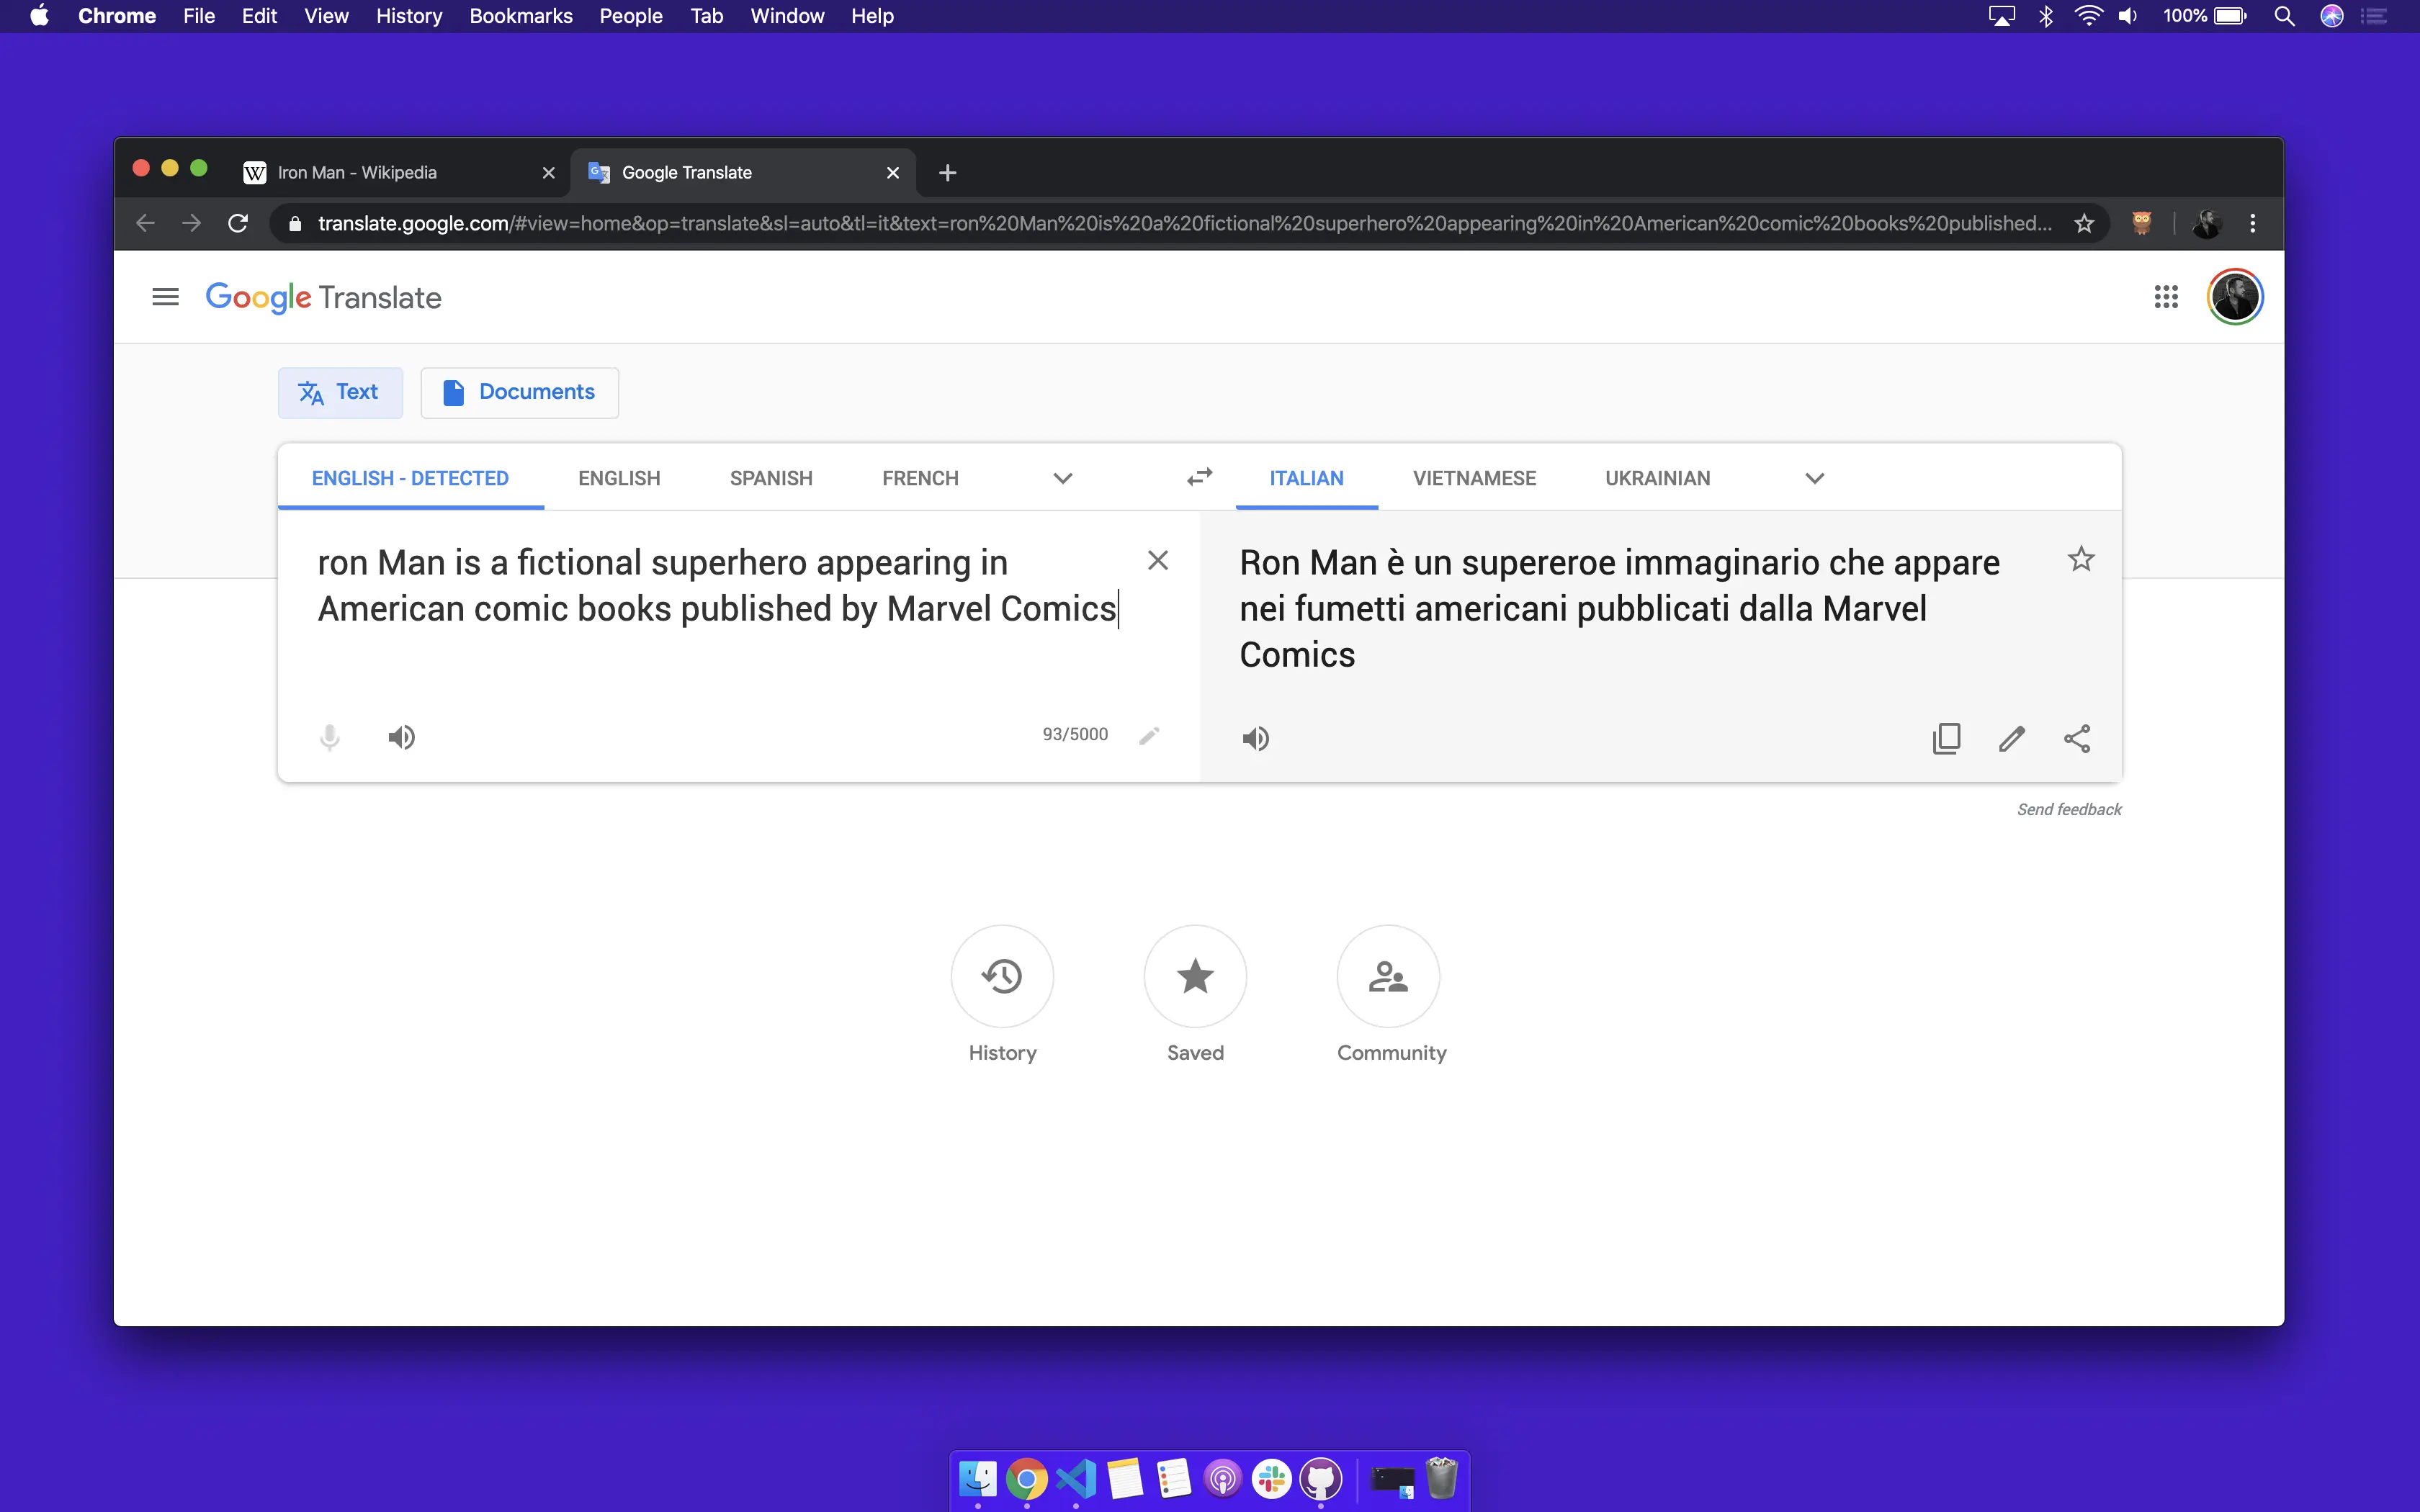 Chrome File Edit View History Bookmarks People Tab Window Help
100%
Iron Man - Wikipedia
Google Translate
translate.google.com/#view=home&op=translate&sl=auto&tl=it&text=ron%20Man%20is%20a%20fictional%20superhero%20appearing%20in%20American%20comic%20books%20published...
Google Translate
Text
Documents
ENGLISH - DETECTED ENGLISH SPANISH FRENCH
ITALIAN VIETNAMESE UKRAINIAN
ron Man is a fictional superhero appearing in
American comic books published by Marvel Comics
93/5000
Ron Man è un supereroe immaginario che appare
nei fumetti americani pubblicati dalla Marvel
Comics
Send feedback
History
Saved
Community